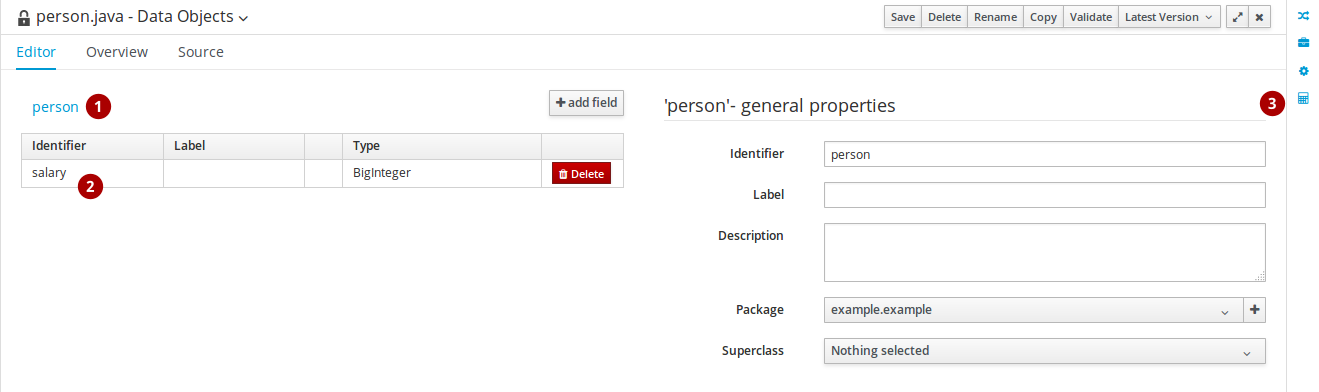 person.java - Data Objects
Save Delete Rename Copy Validate Latest Version
Editor Overview Source
person 1
add field
Identifier Label Type
salary BigInteger Delete
2
'person'- general properties
3
Identifier person
Label
Description
Package example.example
Superclass Nothing selected